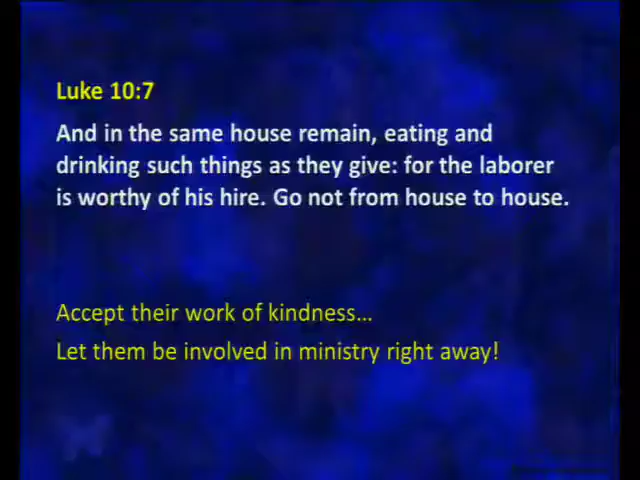 Luke 10:7
And in the same house remain, eating and
drinking such things as they give: for the laborer
is worthy of his hire. Go not from house to house.
Accept their work of kindness…
Let them be involved in ministry right away!